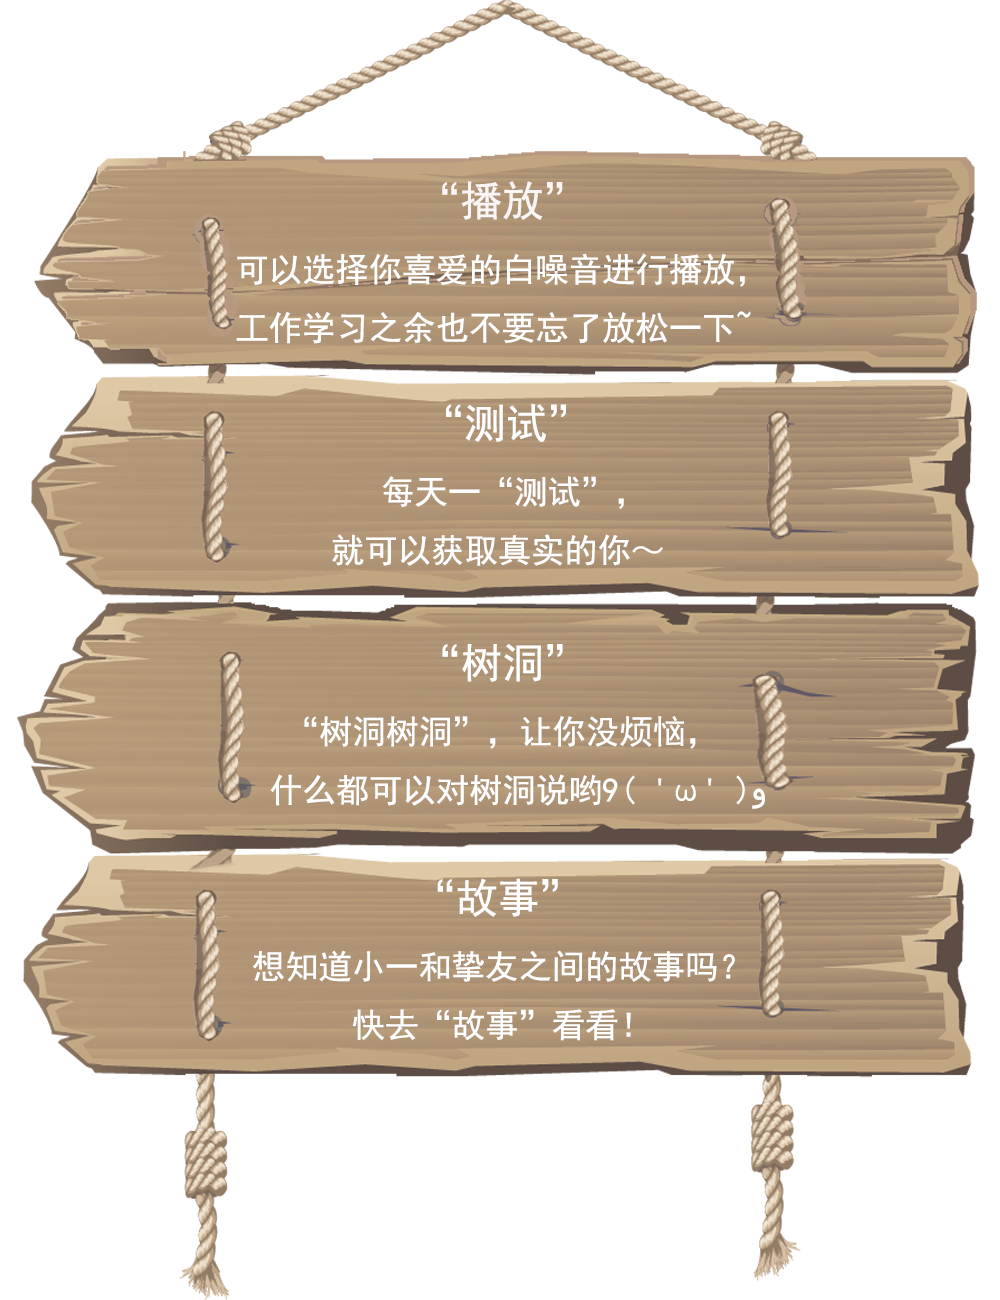 “播放”
可以选择你喜爱的白噪音进行播放，
工作学习之余也不要忘了放松一下~
“测试”
每天一“测试”，
就可以获取真实的你～
“树洞”
“树洞树洞”，让你没烦恼，
什么都可以对树洞说哟٩( 'ω' )و
“故事”
想知道小一和挚友之间的故事吗？
快去“故事”看看！